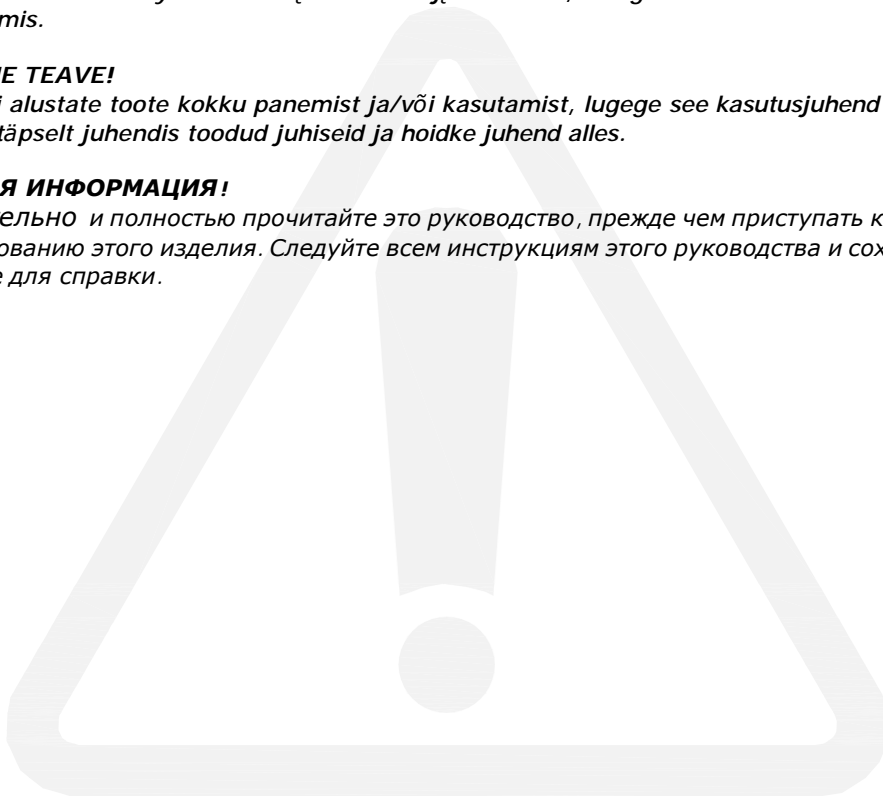 mis.
E TEAVE!
i alustate toote kokku panemist ja/või kasutamist, lugege see kasutusjuhend
täpselt juhendis toodud juhiseid ja hoidke juhend alles.
Я ИНФОРМАЦИЯ!
ельно и полностью прочитайте это руководство, прежде чем приступать к
ованию этого изделия. Следуйте всем инструкциям этого руководства и сох
е для справки.